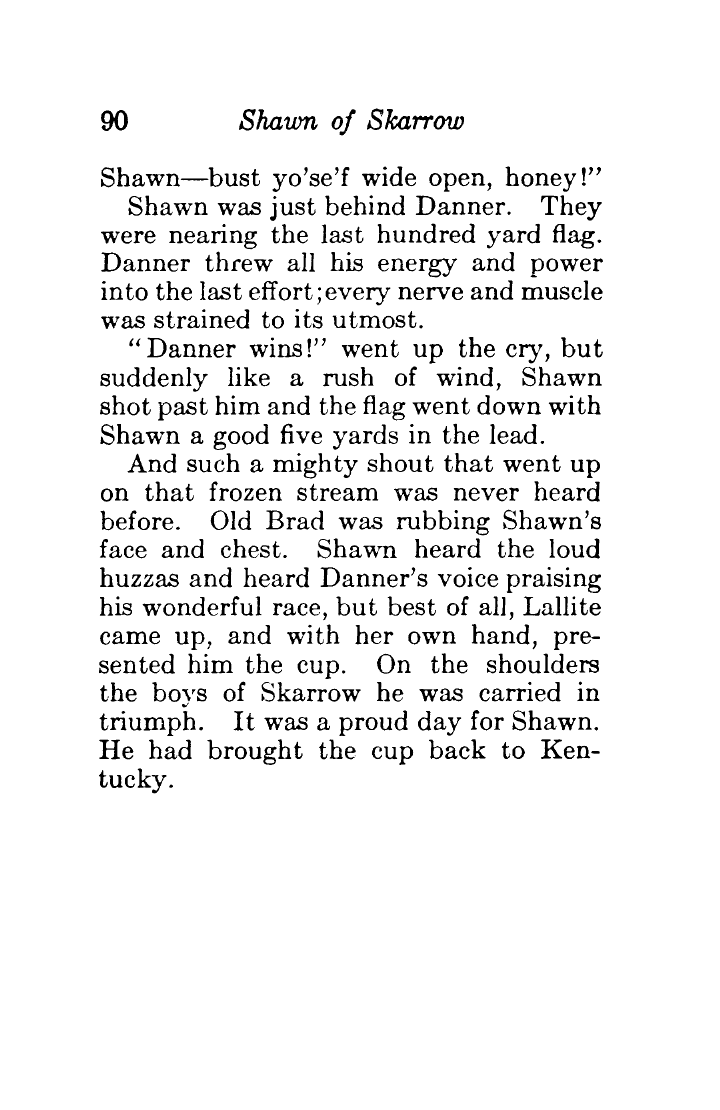 90 Shawn of Skarrow
Shawn—bust yo'se'f wide open, honey!"
Shawn was just behind Danner. They
were nearing the last hundred yard flag.
Danner threw all his energy and power
into the last effort;every nerve and muscle
was strained to its utmost.
"Danner wins!" went up the cry, but
suddenly like a rush of wind, Shawn
shot past him and the flag went down with
Shawn a good five yards in the lead.
And such a mighty shout that went up
on that frozen stream was never heard
before. Old Brad was rubbing Shawn's
face and chest. Shawn heard the loud
huzzas and heard Danner's voice praising
his wonderful race, but best of all, Lallite
came up, and with her own hand, pre-
sented him the cup. On the shoulders
the boys of Skarrow he was carried in
triumph. It was a proud day for Shawn.
He had brought the cup back to Ken-
tucky.